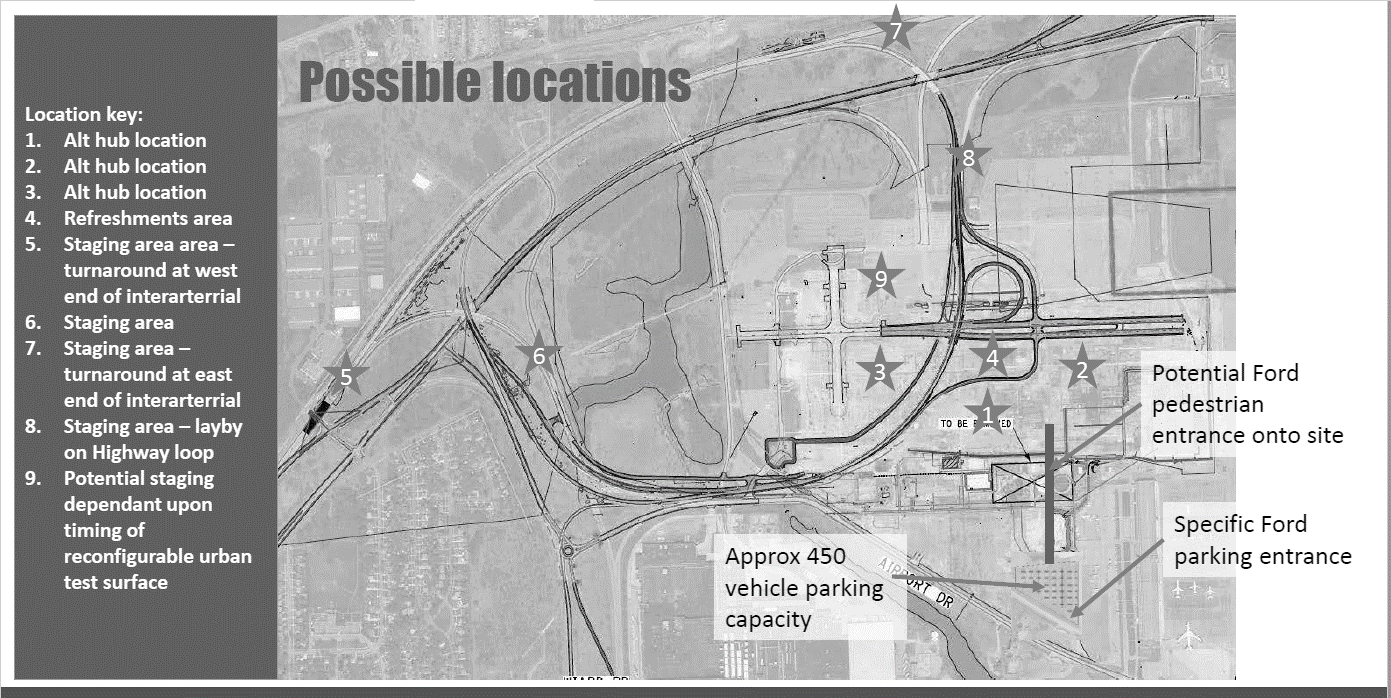 Possible locations
Location key:
1. Alt hub location
2. Alt hub location
3. Alt hub location
4. Refreshments area
5. Staging area area –
turnaround at west
end of interarterrial
6. Staging area
7. Staging area –
turnaround at east
end of interarterrial
8. Staging area – layby
on Highway loop
9. Potential staging
dependant upon
timing of
reconfigurable urban
test surface
7
8
9
6
5
3
4
2
1
TO BE
Potential Ford
pedestrian
entrance onto site
Specific Ford
parking entrance
Approx 450
vehicle parking
capacity
AIRPORT DR